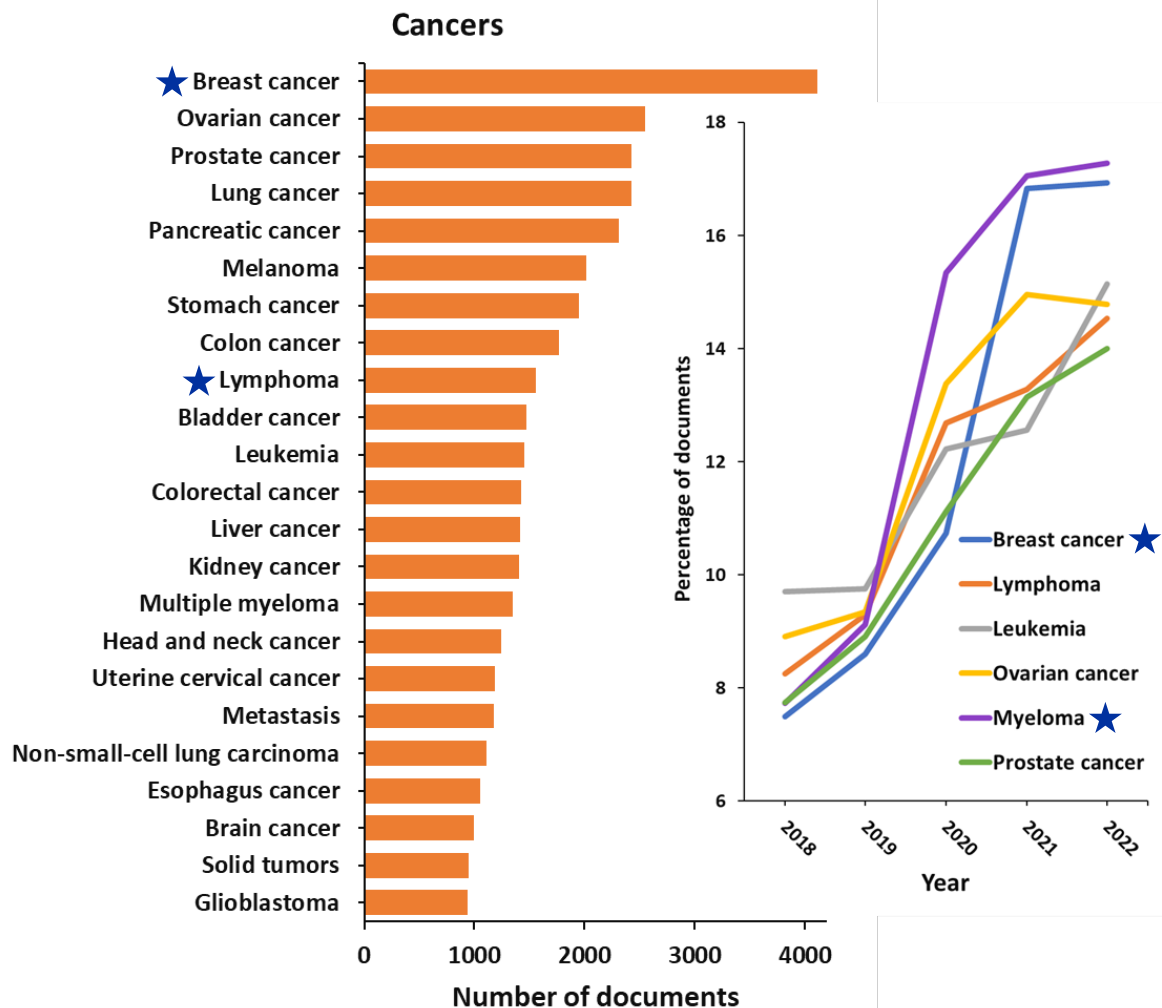 Cancers
Breast cancer
Ovarian cancer
Prostate cancer
Lung cancer
Pancreatic cancer
Melanoma
Stomach cancer
Colon cancer
Lymphoma
Bladder cancer
Leukemia
Colorectal cancer
Liver cancer
Kidney cancer
Multiple myeloma
Head and neck cancer
Uterine cervical cancer
Metastasis
Non-small-cell lung carcinoma
Esophagus cancer
Brain cancer
Solid tumors
Glioblastoma
0 1000 2000 3000 4000
Number of documents
18
16
14
12
10
8
6
Percentage of documents
Breast cancer
Lymphoma
Leukemia
Ovarian cancer
Myeloma
Prostate cancer
2018 2019 2020 2021 2022
Year